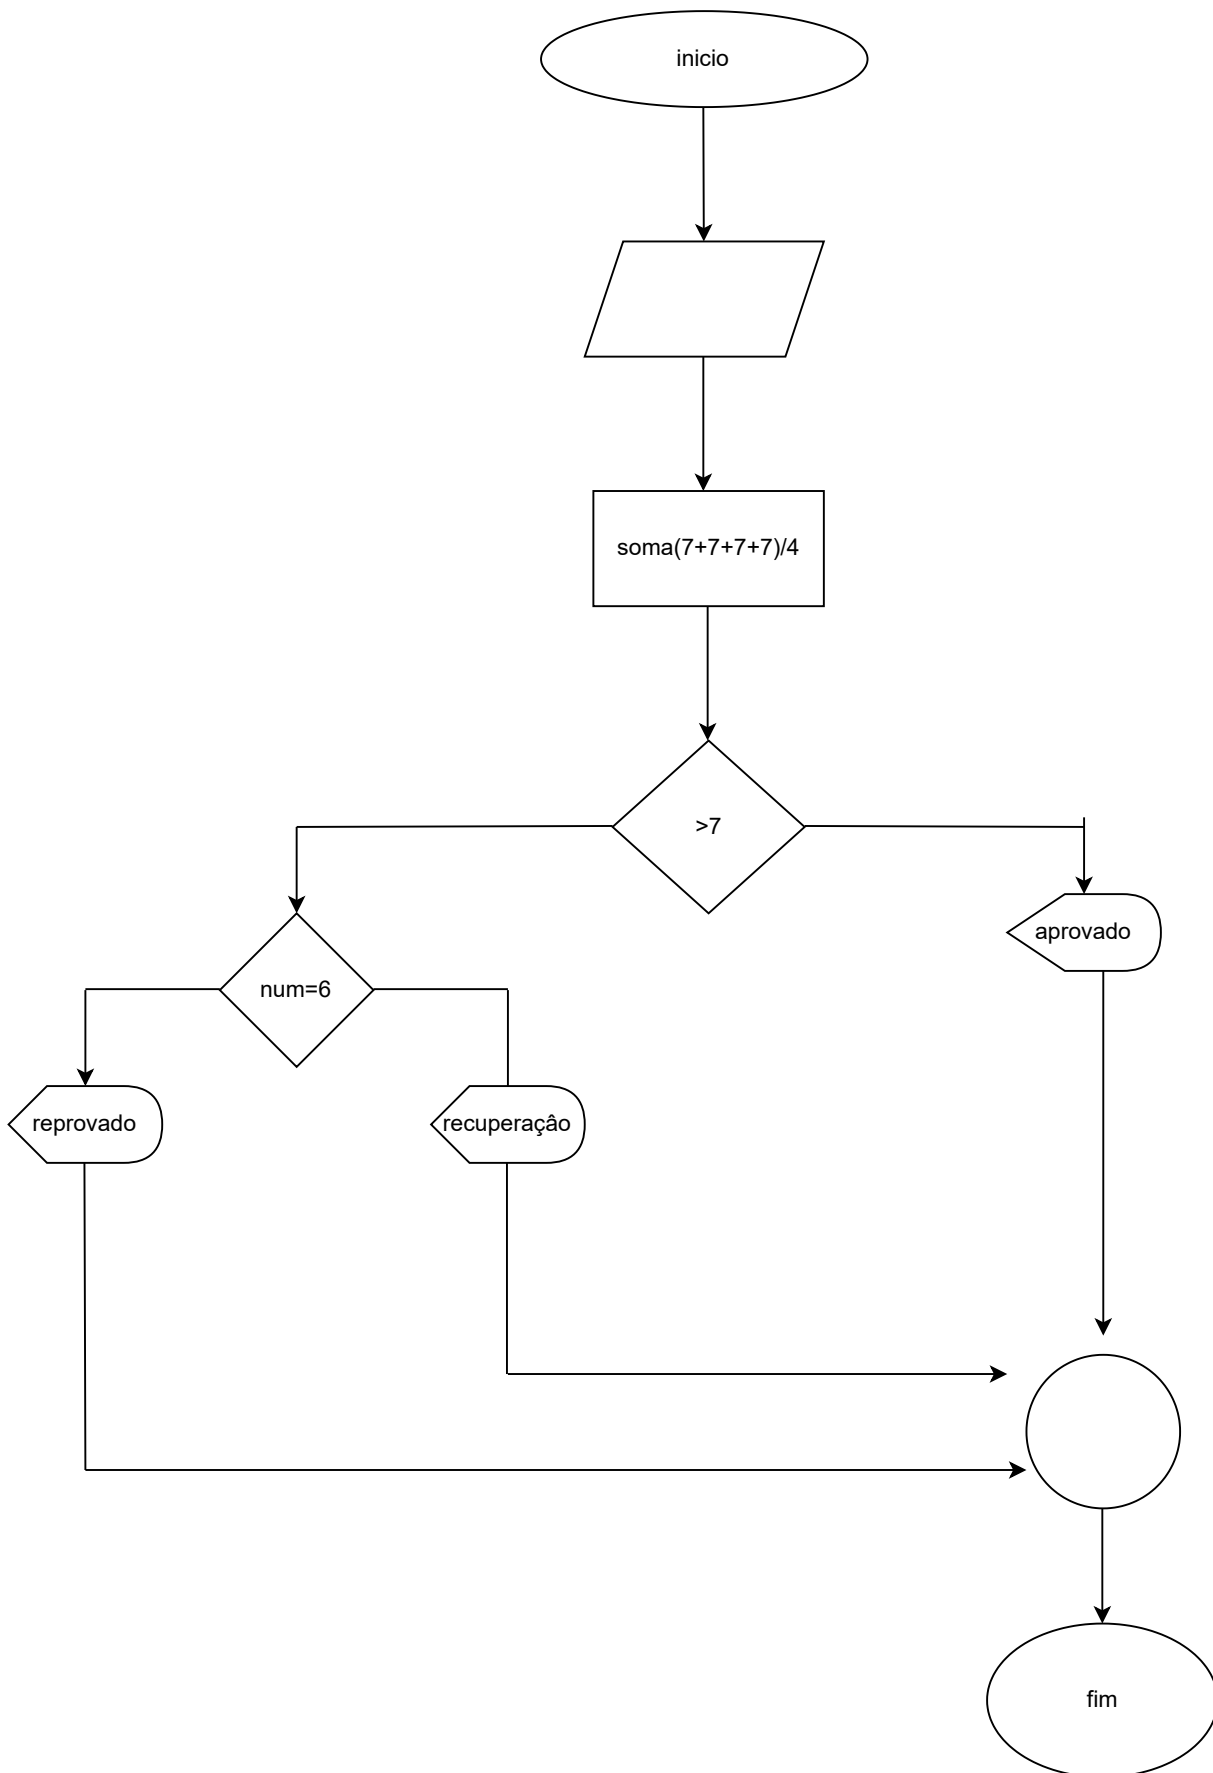 inicio
soma(7+7+7+7)/4
>7
aprovado
num=6
reprovado
recuperaçâo
fim